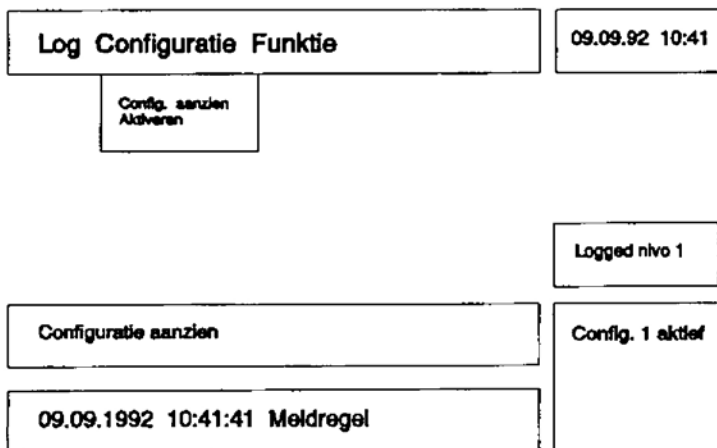 Log Configuratie Funktie
09.09.92 10:41
Config. aanzien
Aktiveren
Logged nivo 1
Configuratie aanzien
Config. 1 aktief
09.09.1992 10:41:41 Meldregel